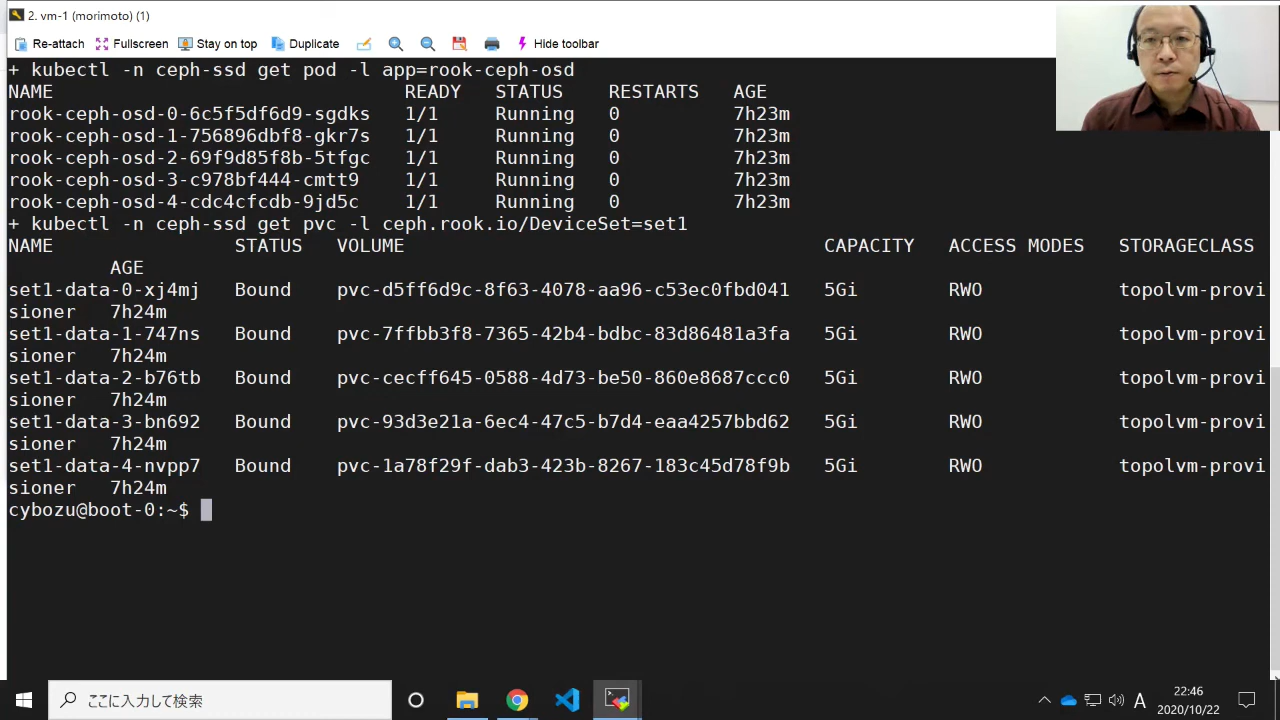 2. vm-1 (morimoto) (1)
Re-attach Fullscreen Stay on top Duplicate Hide toolbar
+ kubectl -n ceph-ssd get pod -l app=rook-ceph-osd
NAME READY STATUS RESTARTS AGE
rook-ceph-osd-0-6c5f5df6d9-sgdks 1/1 Running 0 7h23m
rook-ceph-osd-1-756896dbf8-gkr7s 1/1 Running 0 7h23m
rook-ceph-osd-2-69f9d85f8b-5tfgc 1/1 Running 0 7h23m
rook-ceph-osd-3-c978bf444-cmtt9 1/1 Running 0 7h23m
rook-ceph-osd-4-cdc4cfcdb-9jd5c 1/1 Running 0 7h23m
+ kubectl -n ceph-ssd get pvc -l ceph.rook.io/DeviceSet=set1
NAME STATUS VOLUME CAPACITY ACCESS MODES STORAGECLASS
AGE
set1-data-0-xj4mj Bound pvc-d5ff6d9c-8f63-4078-aa96-c53ec0fbd041 5Gi RWO topolvm-provi
sioner 7h24m
set1-data-1-747ns Bound pvc-7ffbb3f8-7365-42b4-bdbc-83d86481a3fa 5Gi RWO topolvm-provi
sioner 7h24m
set1-data-2-b76tb Bound pvc-cecff645-0588-4d73-be50-860e8687ccc0 5Gi RWO topolvm-provi
sioner 7h24m
set1-data-3-bn692 Bound pvc-93d3e21a-6ec4-47c5-b7d4-eaa4257bbd62 5Gi RWO topolvm-provi
sioner 7h24m
set1-data-4-nvpp7 Bound pvc-1a78f29f-dab3-423b-8267-183c45d78f9b 5Gi RWO topolvm-provi
sioner 7h24m
cybozu@boot-0:~$
ここに入力して検索
A
22:46
2020/10/22